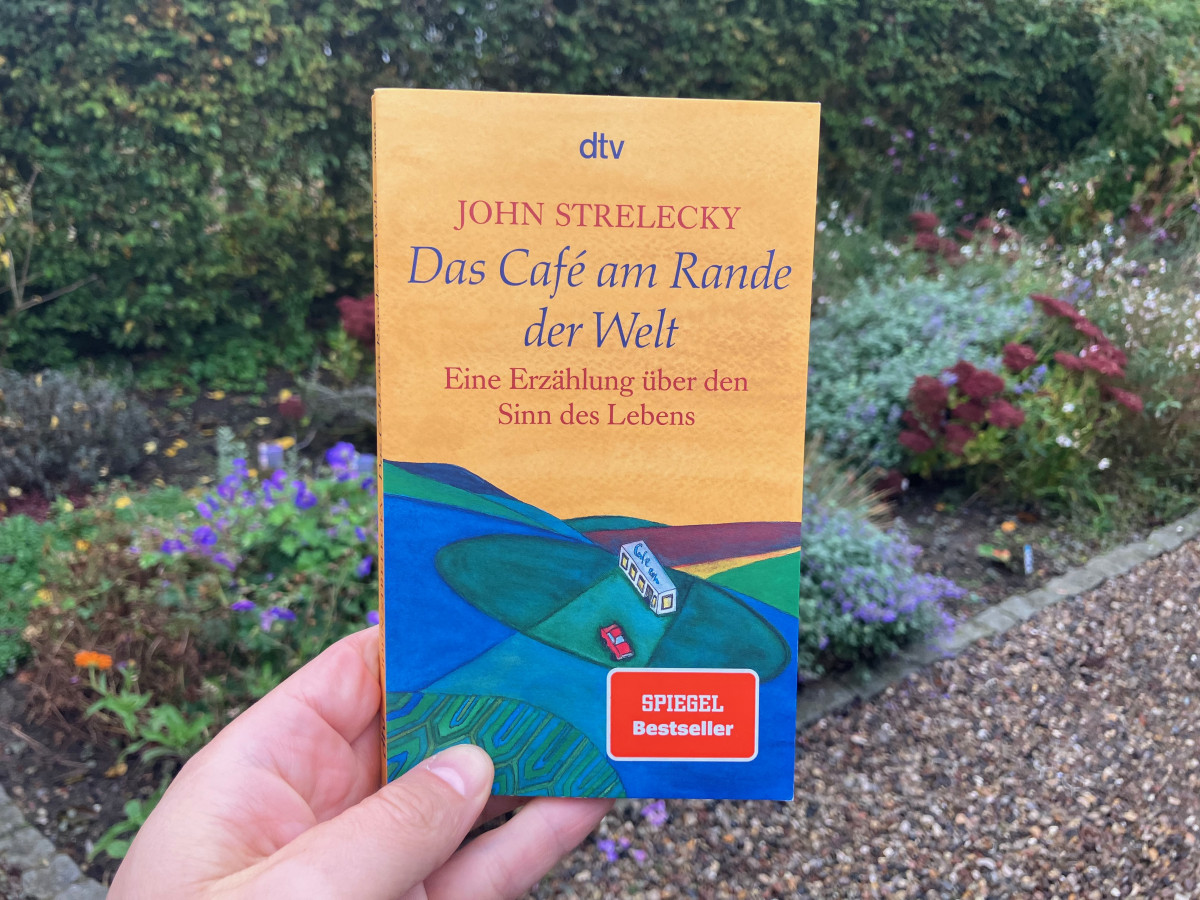 dtv
JOHN STRELECKY
Das Café am Rande
der Welt
Eine Erzählung über den
Sinn des Lebens
SPIEGEL
Bestseller